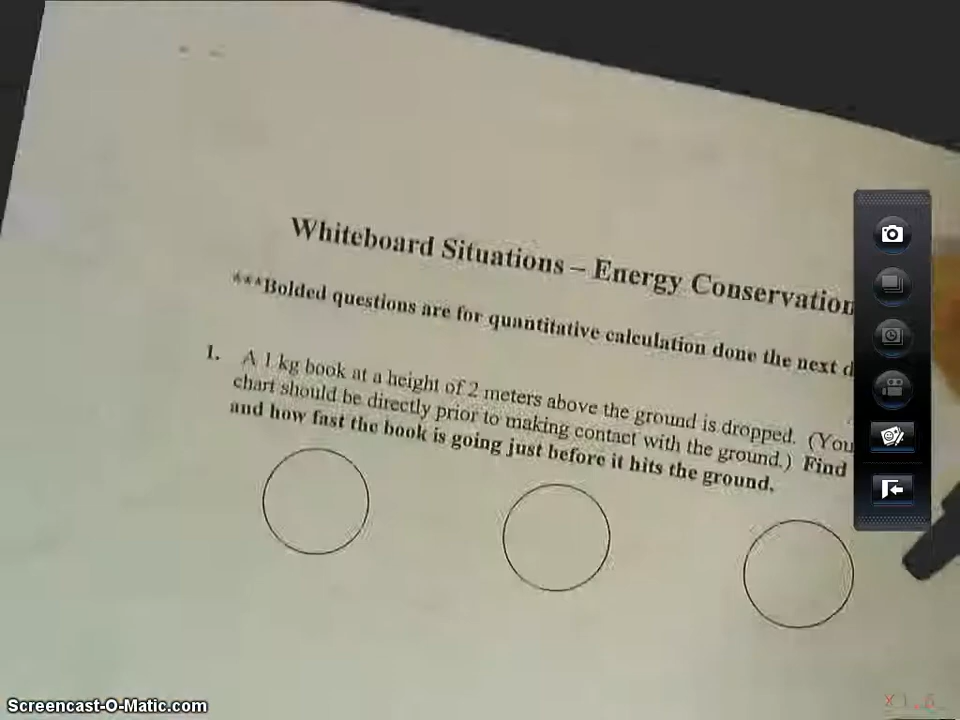 Whiteboard Situations – Energy Conservation
***Bolded questions are for quantitative calculation done the next d
1. A 1 kg book at a height of 2 meters above the ground is dropped. (You
chart should be directly prior to making contact with the ground.) Find
and how fast the book is going just before it hits the ground.
Screencast-O-Matic.com